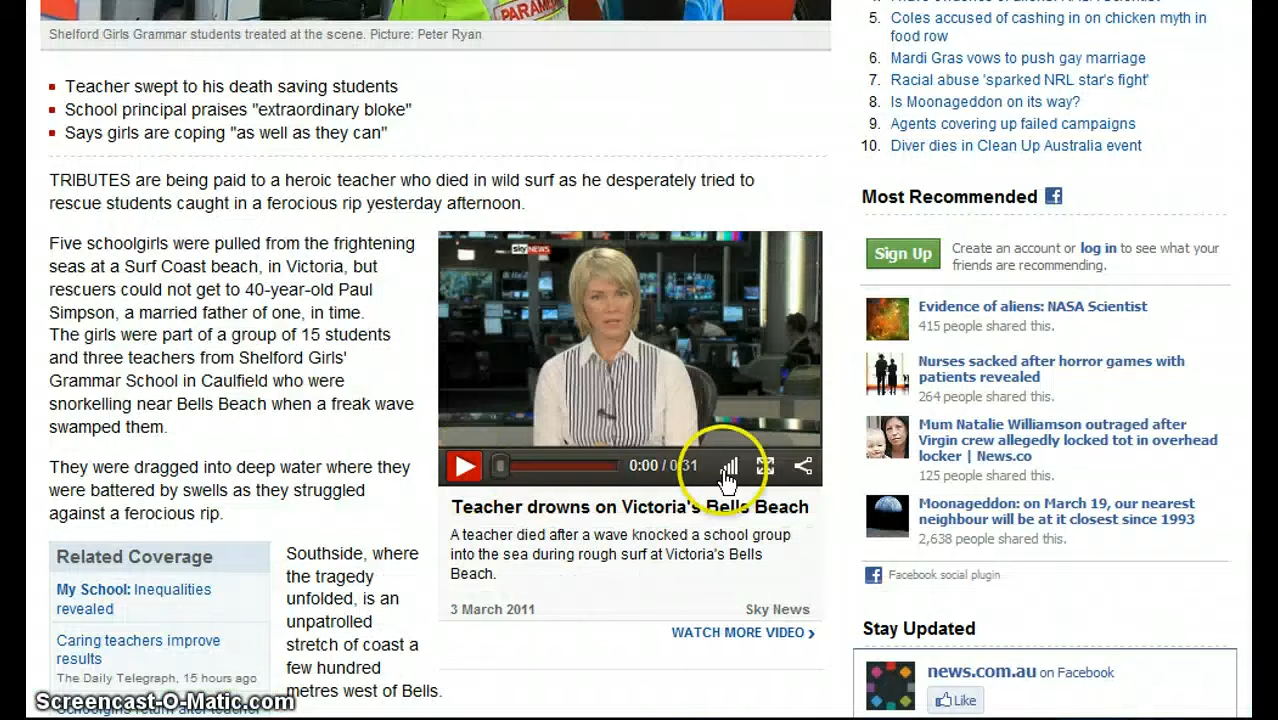 PARAMEDIC
Shelford Girls Grammar students treated at the scene. Picture: Peter Ryan
Teacher swept to his death saving students
School principal praises "extraordinary bloke"
Says girls are coping "as well as they can"
TRIBUTES are being paid to a heroic teacher who died in wild surf as he desperately tried to
rescue students caught in a ferocious rip yesterday afternoon.
Five schoolgirls were pulled from the frightening
seas at a Surf Coast beach, in Victoria, but
rescuers could not get to 40-year-old Paul
Simpson, a married father of one, in time.
The girls were part of a group of 15 students
and three teachers from Shelford Girls'
Grammar School in Caulfield who were
snorkelling near Bells Beach when a freak wave
swamped them.
They were dragged into deep water where they
were battered by swells as they struggled
against a ferocious rip.
Related Coverage
My School: Inequalities
revealed
Caring teachers improve
results
The Daily Telegraph, 15 hours ago
Southside, where
the tragedy
unfolded, is an
unpatrolled
stretch of coast a
few hundred
metres west of Bells.
sky NEWS
0:00 / 0:31
Teacher drowns on Victoria's Bells Beach
A teacher died after a wave knocked a school group
into the sea during rough surf at Victoria's Bells
Beach.
3 March 2011
Sky News
WATCH MORE VIDEO
5. Coles accused of cashing in on chicken myth in
food row
6. Mardi Gras vows to push gay marriage
7. Racial abuse 'sparked NRL star's fight'
8. Is Moonageddon on its way?
9. Agents covering up failed campaigns
10. Diver dies in Clean Up Australia event
Most Recommended
Sign Up
Create an account or log in to see what your
friends are recommending.
Evidence of aliens: NASA Scientist
415 people shared this.
Nurses sacked after horror games with
patients revealed
264 people shared this.
Mum Natalie Williamson outraged after
Virgin crew allegedly locked tot in overhead
locker | News.co
125 people shared this.
Moonageddon: on March 19, our nearest
neighbour will be at it closest since 1993
2,638 people shared this.
Facebook social plugin
Stay Updated
news.com.au on Facebook
Like
Screencast-O-Matic.com